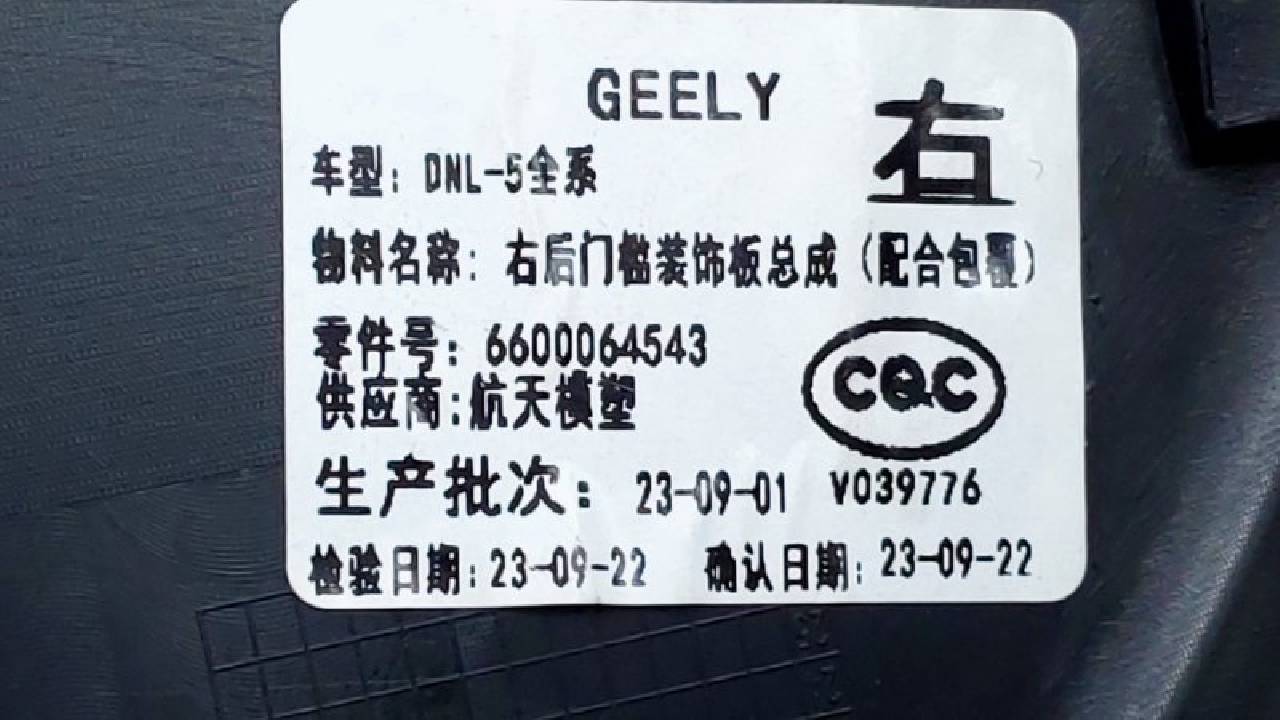 GEELY
右
车型: DNL-5全系
物料名称: 右后门槛装饰板总成 (配合包覆)
零件号: 6600064543
供应商:航天模塑
CQC
生产批次: 23-09-01 V039776
检验日期:23-09-22 确认日期:23-09-22